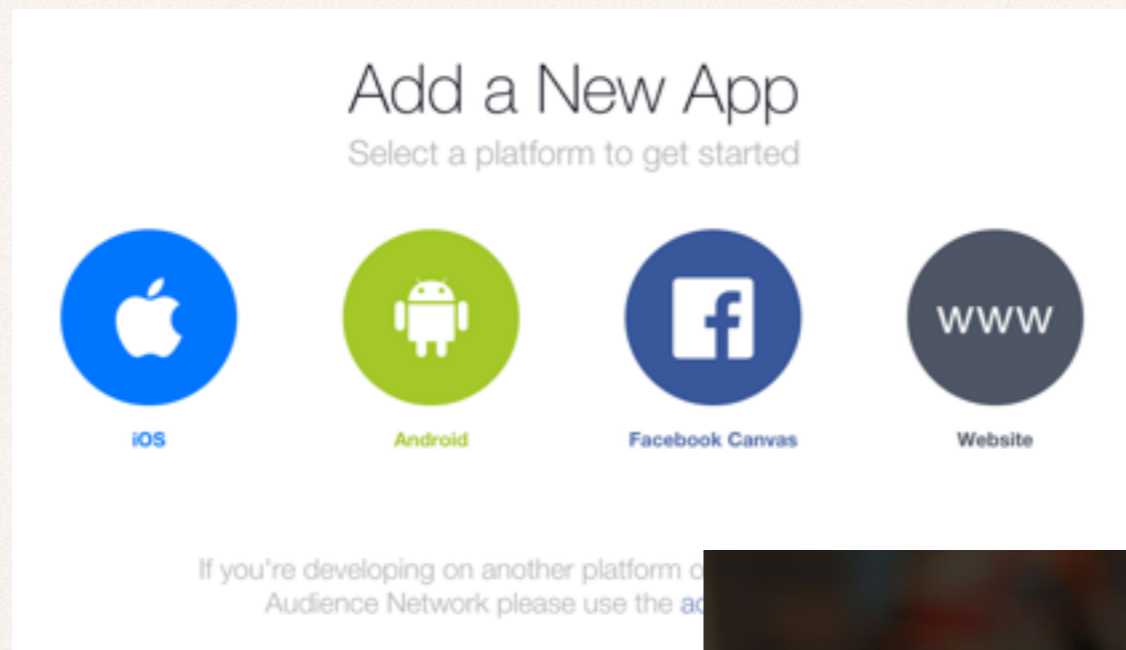 Add a New App
Select a platform to get started
www
iOS
Android
Facebook Canvas
Website
If you're developing on another platform
Audience Network please use the